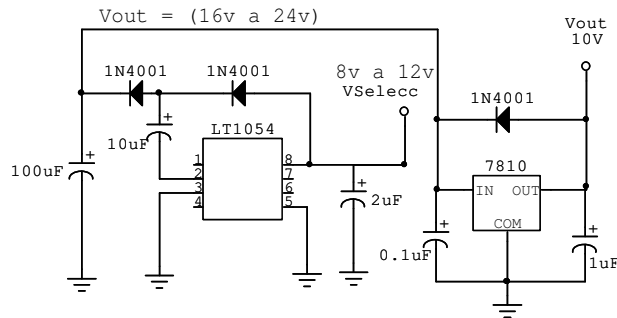 Vout = (16v a 24v)
Vout
10V
1N4001
1N4001
8v a 12v
VSelecc
1N4001
+
10uF
LT1054
100uF
+
1
2
3
4
8
7
6
5
+
2uF
7810
IN
OUT
COM
+
0.1uF
+
1uF